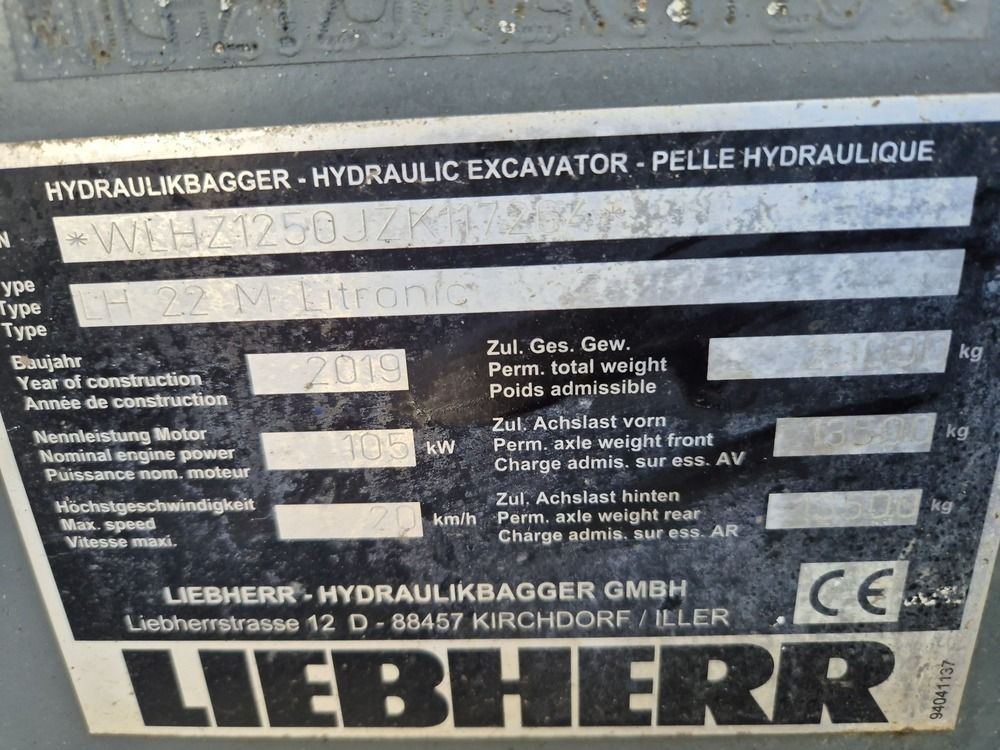 HYDRAULIKBAGGER - HYDRAULIC EXCAVATOR - PELLE HYDRAULIQUE
*WLHZ1250JZK117264*
Type
Type
LH 22 M Litronic
Baujahr
Year of construction
Année de construction
2019
Zul. Ges. Gew.
Perm. total weight
Poids admissible
kg
Nennleistung Motor
Nominal engine power
Puissance nom. moteur
105 kW
Zul. Achslast vorn
Perm. axle weight front
Charge admis. sur ess. AV
13500 kg
Höchstgeschwindigkeit
Max. speed
Vitesse maxi.
20 km/h
Zul. Achslast hinten
Perm. axle weight rear
Charge admis. sur ess. AR
kg
LIEBHERR - HYDRAULIKBAGGER GMBH
Liebherrstrasse 12 D - 88457 KIRCHDORF / ILLER
CE
LIEBHERR
94041137